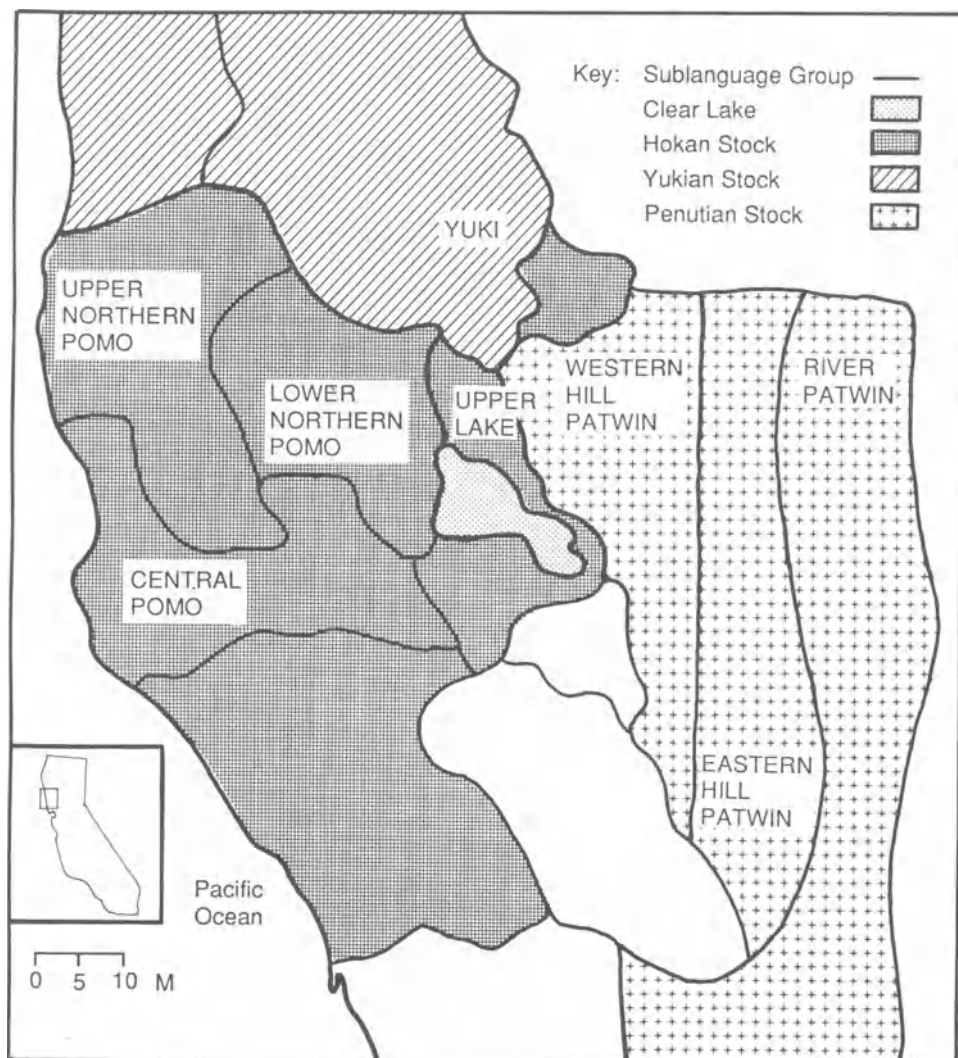 Key: Sublanguage Group
Clear Lake
Hokan Stock
Yukian Stock
Penutian Stock
YUKI
UPPER
NORTHERN
POMO
LOWER
NORTHERN
POMO
UPPER
LAKE
WESTERN
HILL
PATWIN
RIVER
PATWIN
CENTRAL
POMO
EASTERN
HILL
PATWIN
Pacific
Ocean
0 5 10 M